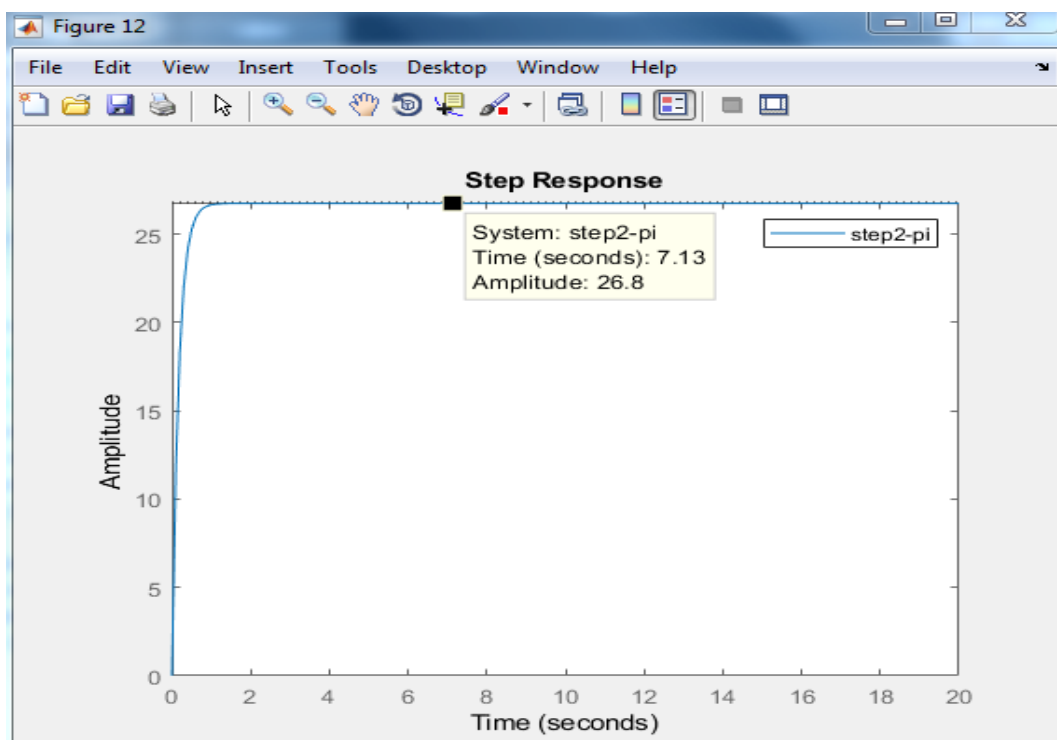 Figure 12
File Edit View Insert Tools Desktop Window Help
Step Response
System: step2-pi
Time (seconds): 7.13
Amplitude: 26.8
step2-pi
25
20
15
10
5
0
Amplitude
0 2 4 6 8 10 12 14 16 18 20
Time (seconds)